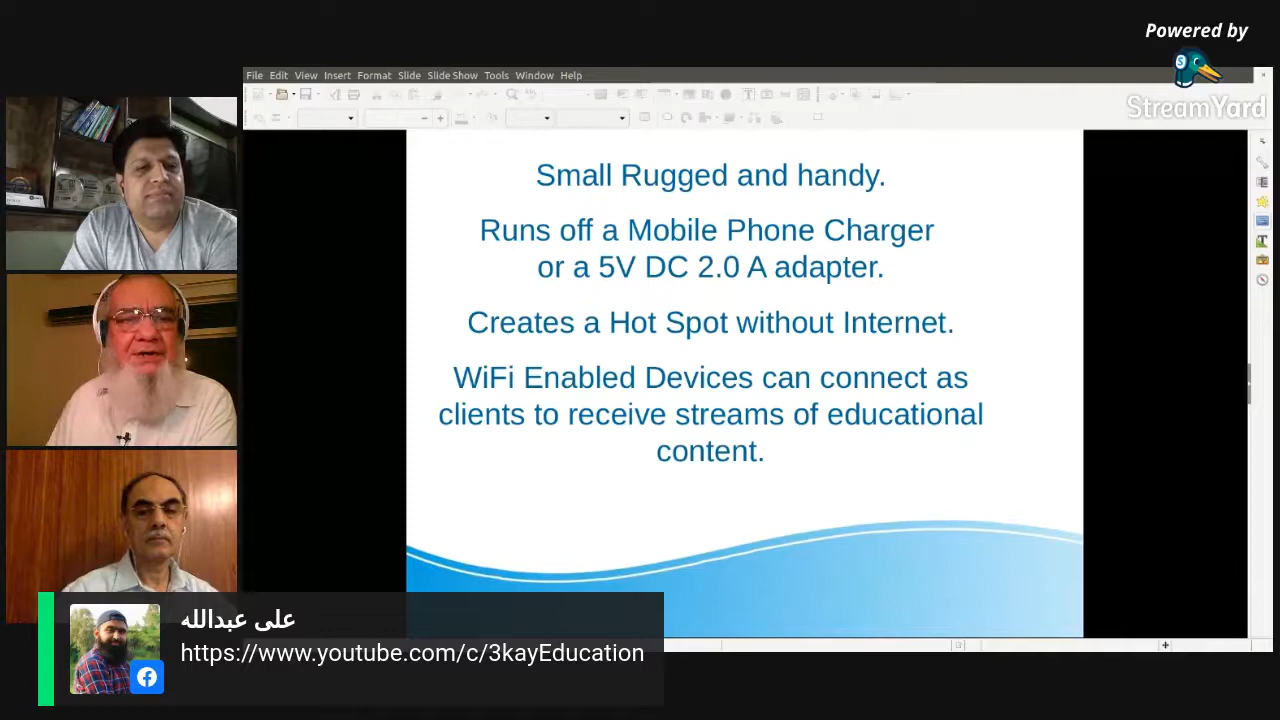 Powered by
StreamYard
File Edit View Insert Format Slide Slide Show Tools Window Help
Small Rugged and handy.
Runs off a Mobile Phone Charger
or a 5V DC 2.0 A adapter.
Creates a Hot Spot without Internet.
WiFi Enabled Devices can connect as
clients to receive streams of educational
content.
علی عبدالله
https://www.youtube.com/c/3kayEducation